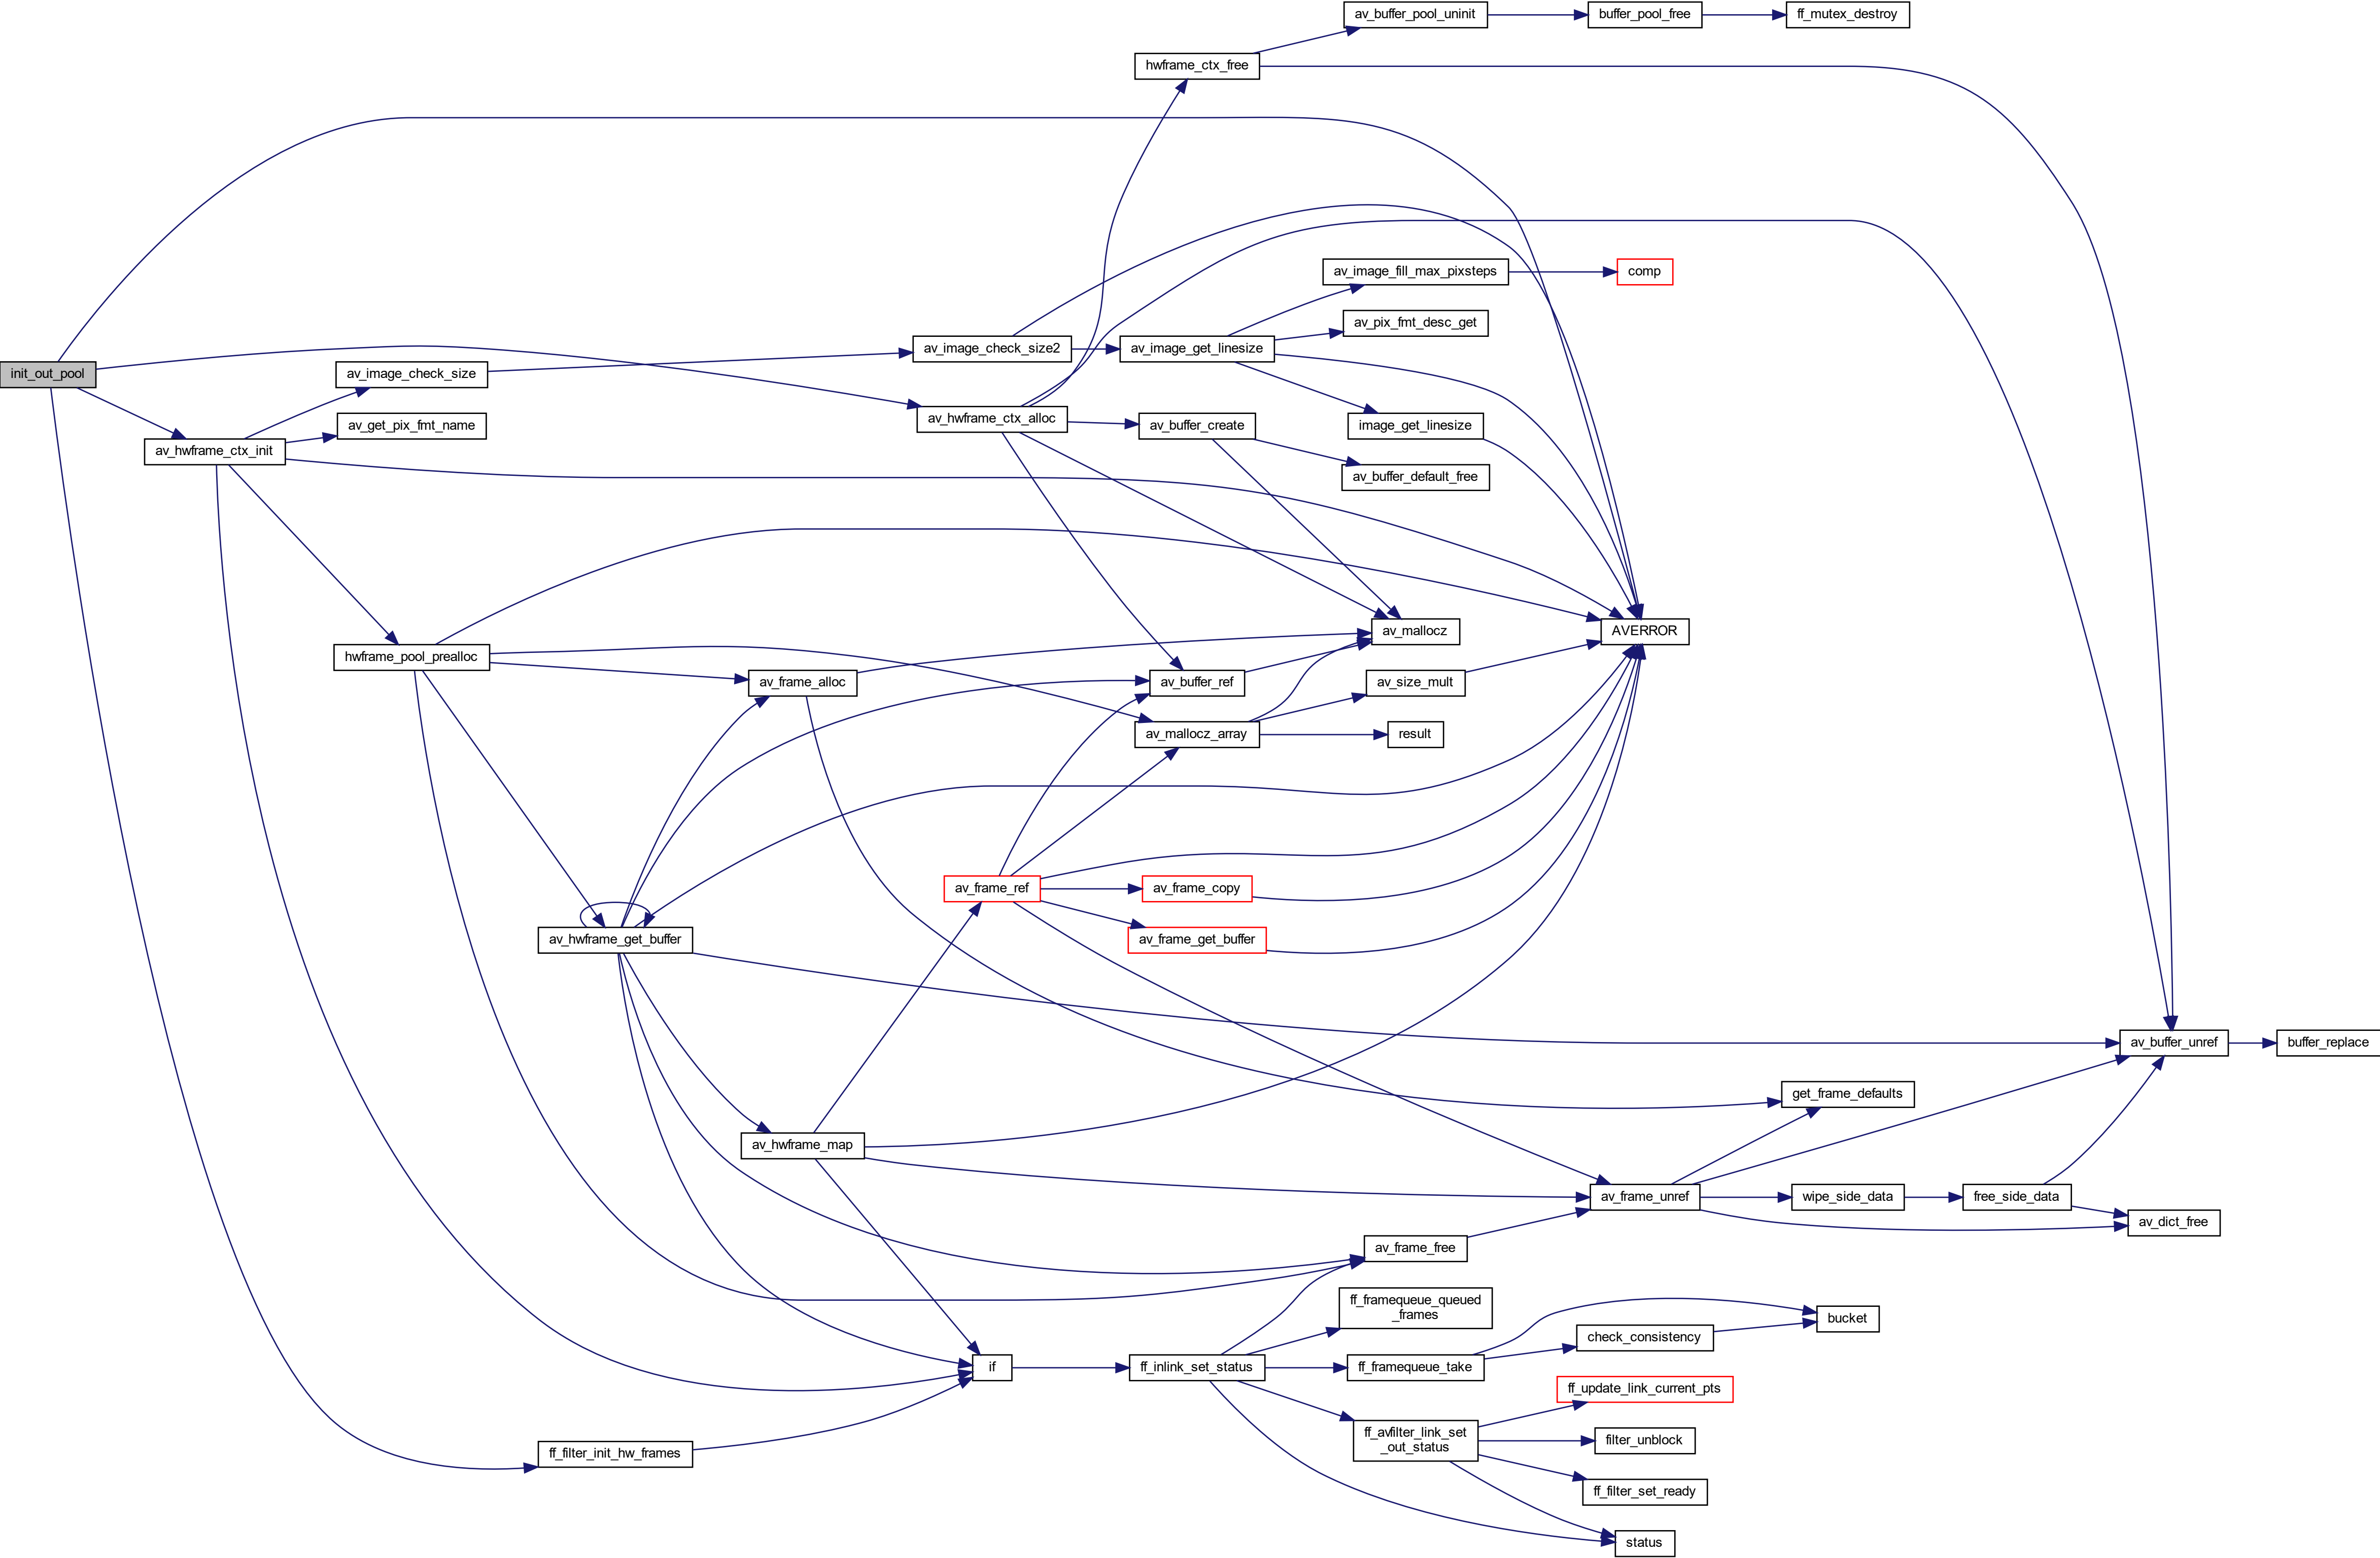 av_buffer_pool_uninit
buffer_pool_free
ff_mutex_destroy
hwframe_ctx_free
av_image_fill_max_pixsteps
comp
av_pix_fmt_desc_get
av_image_check_size2
av_image_get_linesize
init_out_pool
av_image_check_size
av_hwframe_ctx_alloc
av_buffer_create
image_get_linesize
av_get_pix_fmt_name
av_hwframe_ctx_init
av_buffer_default_free
av_mallocz
AVERROR
hwframe_pool_prealloc
av_frame_alloc
av_buffer_ref
av_size_mult
av_mallocz_array
result
av_frame_ref
av_frame_copy
av_hwframe_get_buffer
av_frame_get_buffer
av_buffer_unref
buffer_replace
get_frame_defaults
av_hwframe_map
av_frame_unref
wipe_side_data
free_side_data
av_dict_free
av_frame_free
ff_framequeue_queued
_frames
bucket
check_consistency
if
ff_inlink_set_status
ff_framequeue_take
ff_update_link_current_pts
ff_avfilter_link_set
_out_status
filter_unblock
ff_filter_init_hw_frames
ff_filter_set_ready
status